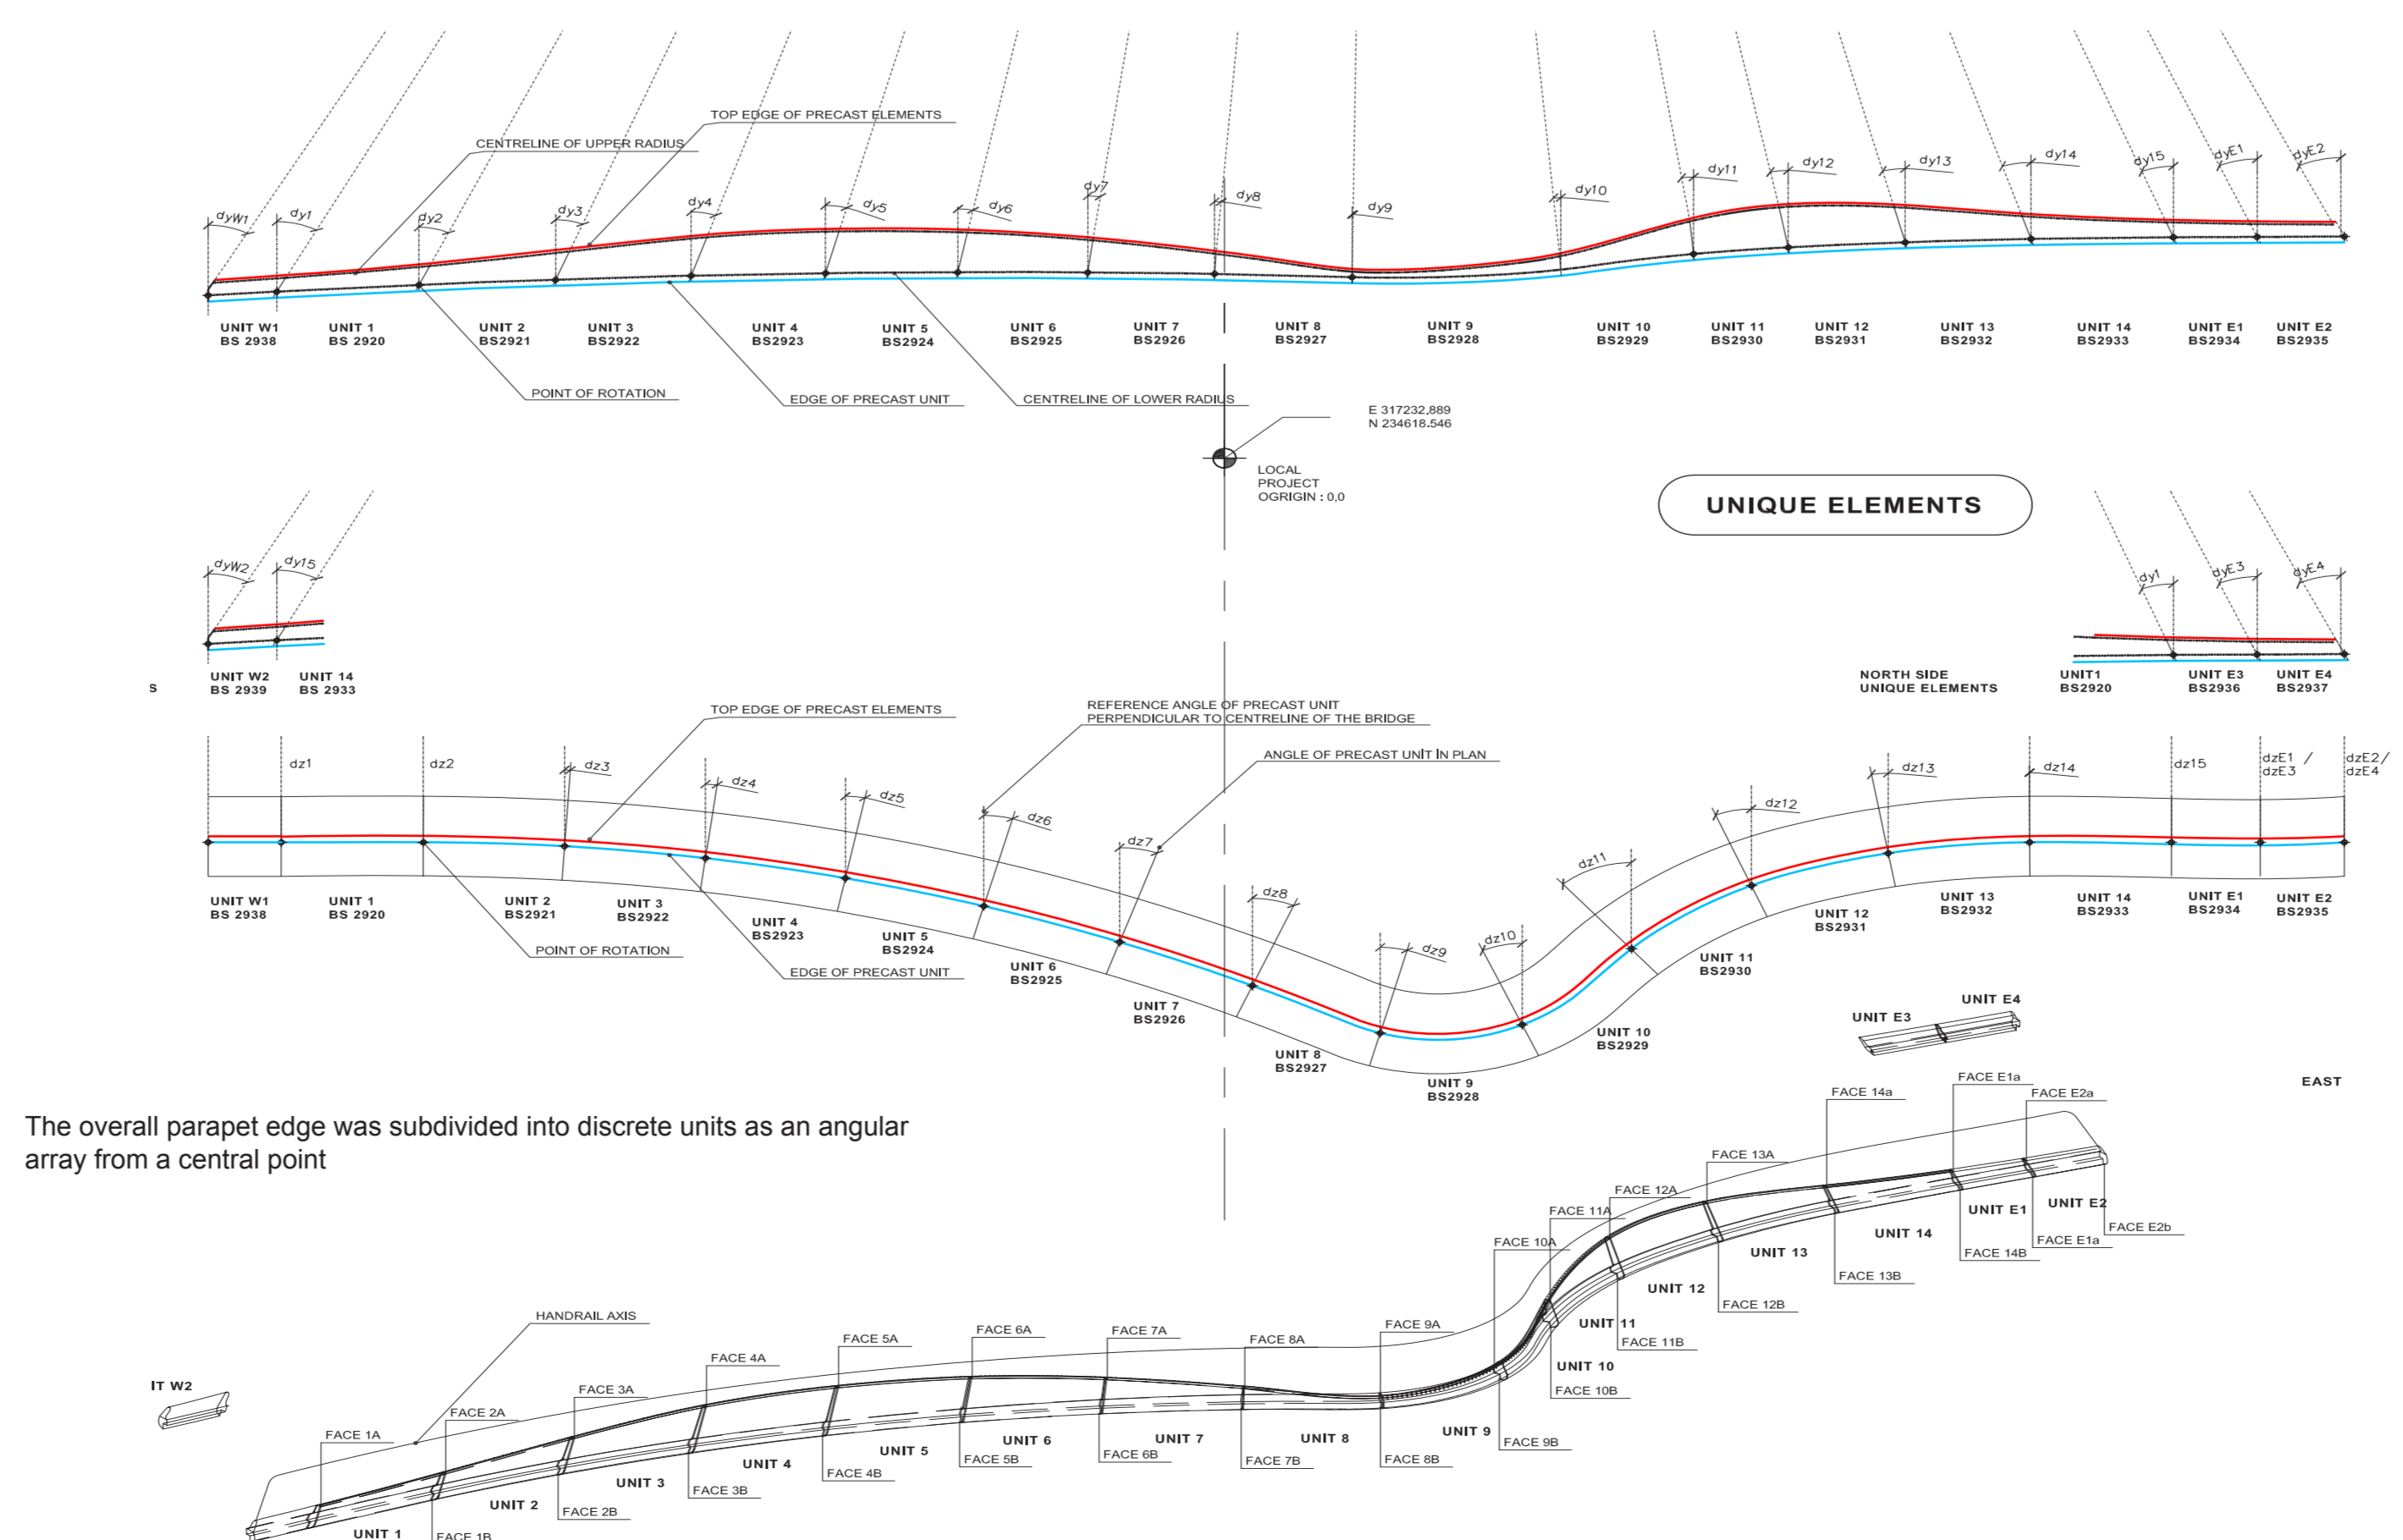 TOP EDGE OF PRECAST ELEMENTS
CENTRELINE OF UPPER RADIUS
dyW1
dy1
dy2
dy3
dy4
dy5
dy6
dy7
dy8
dy9
dy10
dy11
dy12
dy13
dy14
dy15
dyE1
dyE2
UNIT W1
BS 2938
UNIT 1
BS 2920
UNIT 2
BS2921
UNIT 3
BS2922
UNIT 4
BS2923
UNIT 5
BS2924
UNIT 6
BS2925
UNIT 7
BS2926
UNIT 8
BS2927
UNIT 9
BS2928
UNIT 10
BS2929
UNIT 11
BS2930
UNIT 12
BS2931
UNIT 13
BS2932
UNIT 14
BS2933
UNIT E1
BS2934
UNIT E2
BS2935
POINT OF ROTATION
EDGE OF PRECAST UNIT
CENTRELINE OF LOWER RADIUS
E 317232,889
N 234618.546
LOCAL
PROJECT
OGRIGIN : 0,0
UNIQUE ELEMENTS
dyW2
dy15
dy1
dyE3
dyE4
S
UNIT W2
BS 2939
UNIT 14
BS 2933
NORTH SIDE
UNIQUE ELEMENTS
UNIT1
BS2920
UNIT E3
BS2936
UNIT E4
BS2937
TOP EDGE OF PRECAST ELEMENTS
REFERENCE ANGLE OF PRECAST UNIT
PERPENDICULAR TO CENTRELINE OF THE BRIDGE
ANGLE OF PRECAST UNIT IN PLAN
dz1
dz2
dz3
dz4
dz5
dz6
dz7
dz8
dz9
dz10
dz11
dz12
dz13
dz14
dz15
dzE1 /
dzE3
dzE2/
dzE4
UNIT W1
BS 2938
UNIT 1
BS 2920
UNIT 2
BS2921
UNIT 3
BS2922
UNIT 4
BS2923
UNIT 5
BS2924
UNIT 6
BS2925
UNIT 7
BS2926
UNIT 8
BS2927
UNIT 9
BS2928
UNIT 10
BS2929
UNIT 11
BS2930
UNIT 12
BS2931
UNIT 13
BS2932
UNIT 14
BS2933
UNIT E1
BS2934
UNIT E2
BS2935
POINT OF ROTATION
EDGE OF PRECAST UNIT
UNIT E4
UNIT E3
EAST
The overall parapet edge was subdivided into discrete units as an angular
array from a central point
HANDRAIL AXIS
IT W2
FACE 1A
FACE 2A
FACE 3A
FACE 4A
FACE 5A
FACE 6A
FACE 7A
FACE 8A
FACE 9A
FACE 10A
FACE 11A
FACE 12A
FACE 13A
FACE 14a
FACE E1a
FACE E2a
UNIT 1
UNIT 2
UNIT 3
UNIT 4
UNIT 5
UNIT 6
UNIT 7
UNIT 8
UNIT 9
UNIT 10
UNIT 11
UNIT 12
UNIT 13
UNIT 14
UNIT E1
UNIT E2
FACE 1B
FACE 2B
FACE 3B
FACE 4B
FACE 5B
FACE 6B
FACE 7B
FACE 8B
FACE 9B
FACE 10B
FACE 11B
FACE 12B
FACE 13B
FACE 14B
FACE E1a
FACE E2b